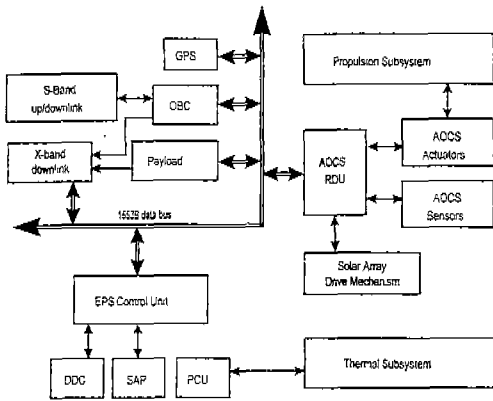 GPS
Propulsion Subsystem
S-Band
up/downlink
OBC
X-band
downlink
Payload
AOCS
RDU
AOCS
Actuators
AOCS
Sensors
data bus
Solar Array
Drive Mechanism
EPS Control Unit
DDC
SAP
PCU
Thermal Subsystem